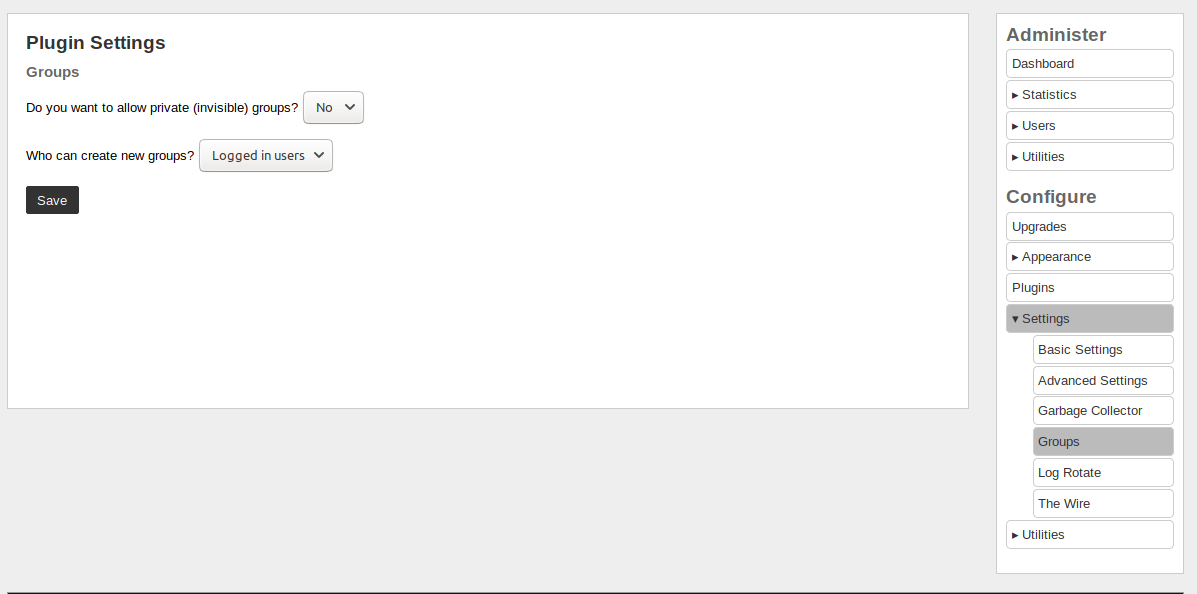 Plugin Settings
Groups
Do you want to allow private (invisible) groups? No
Who can create new groups? Logged in users
Save
Administer
Dashboard
▸ Statistics
▸ Users
▸ Utilities
Configure
Upgrades
▸ Appearance
Plugins
▾ Settings
Basic Settings
Advanced Settings
Garbage Collector
Groups
Log Rotate
The Wire
▸ Utilities